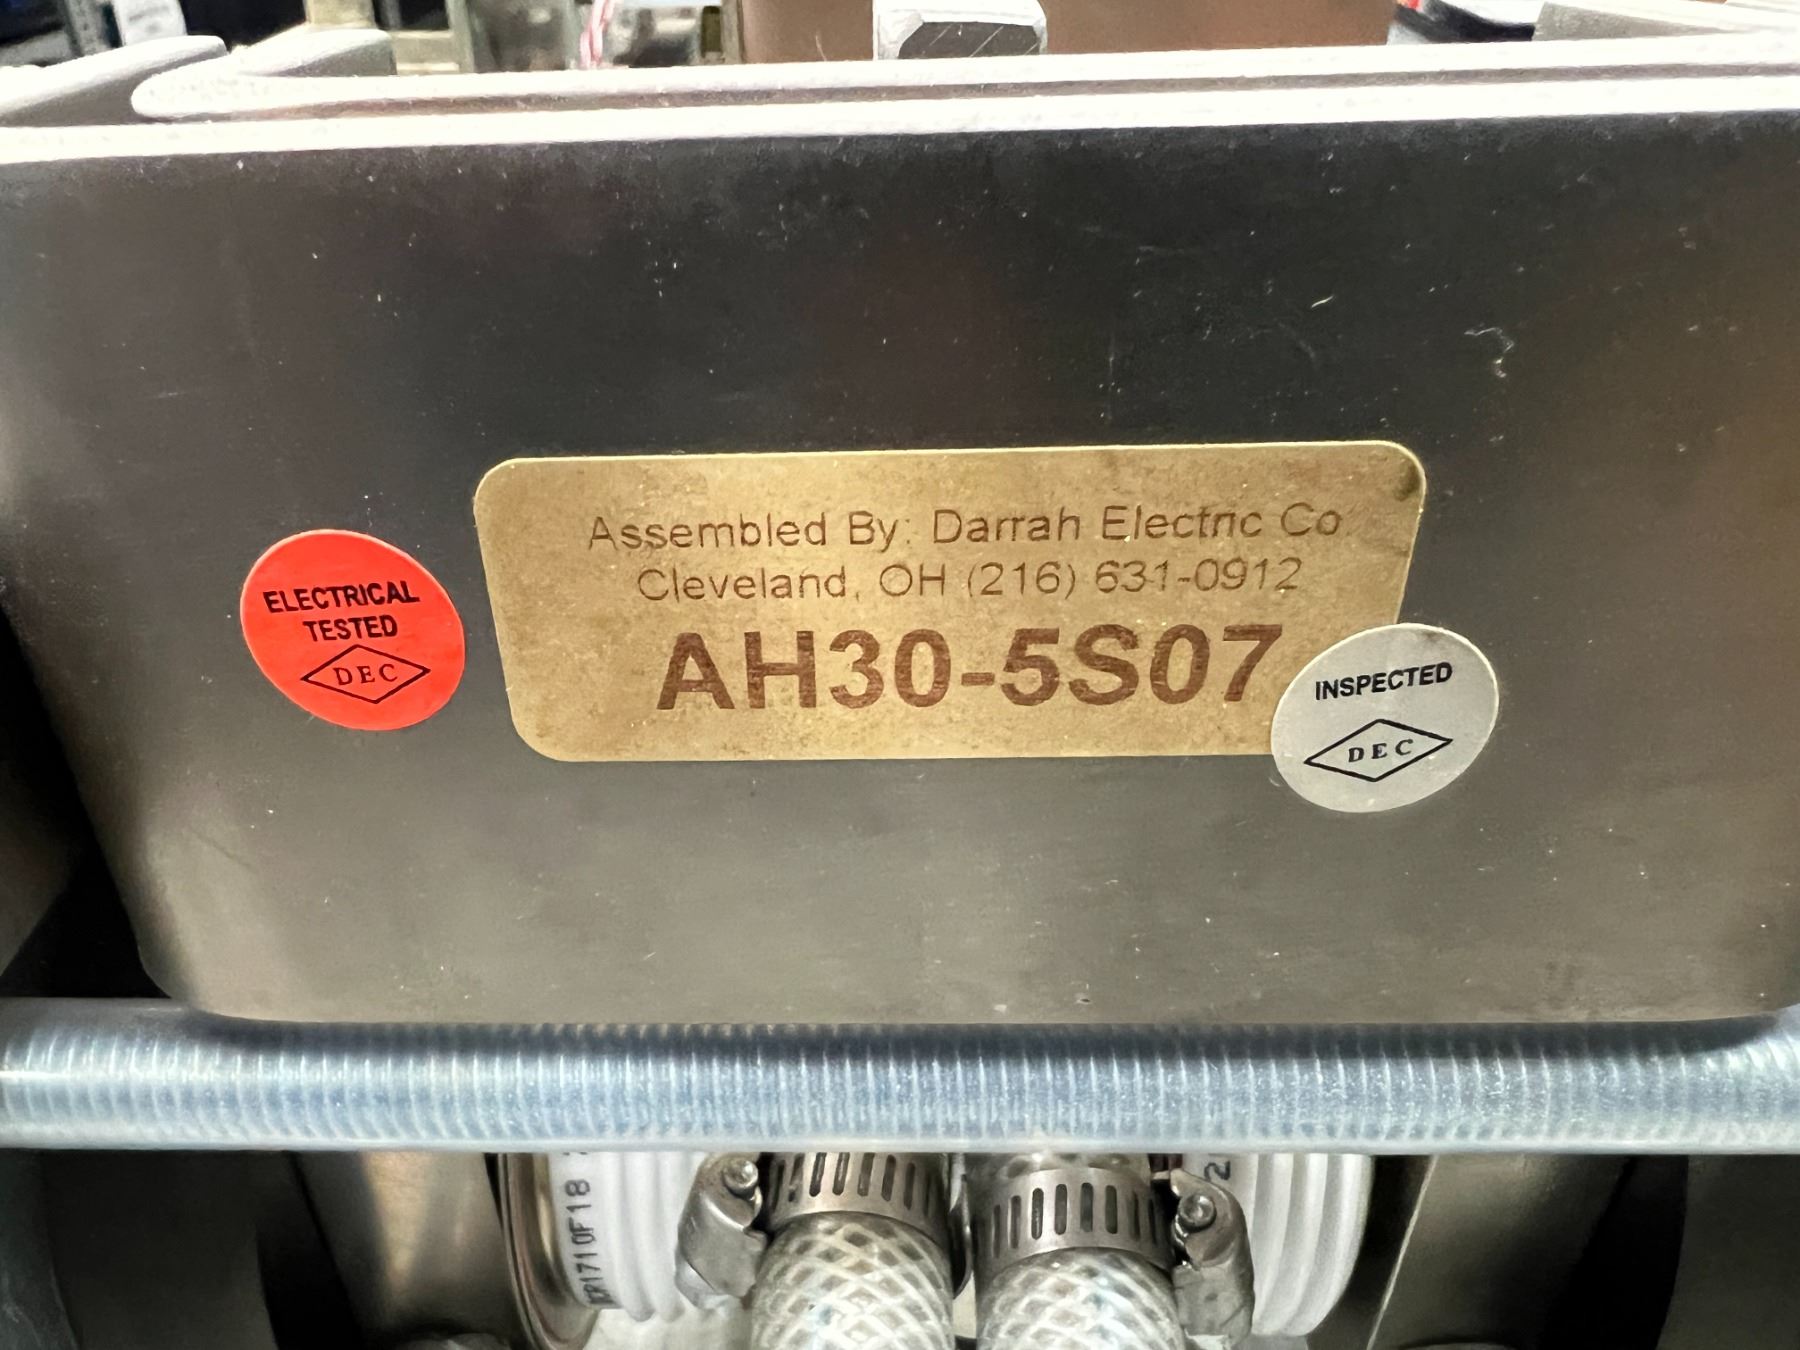 ELECTRICAL
TESTED
DEC
Assembled By: Darrah Electric Co.
Cleveland, OH (216) 631-0912
AH30-5S07
INSPECTED
DEC